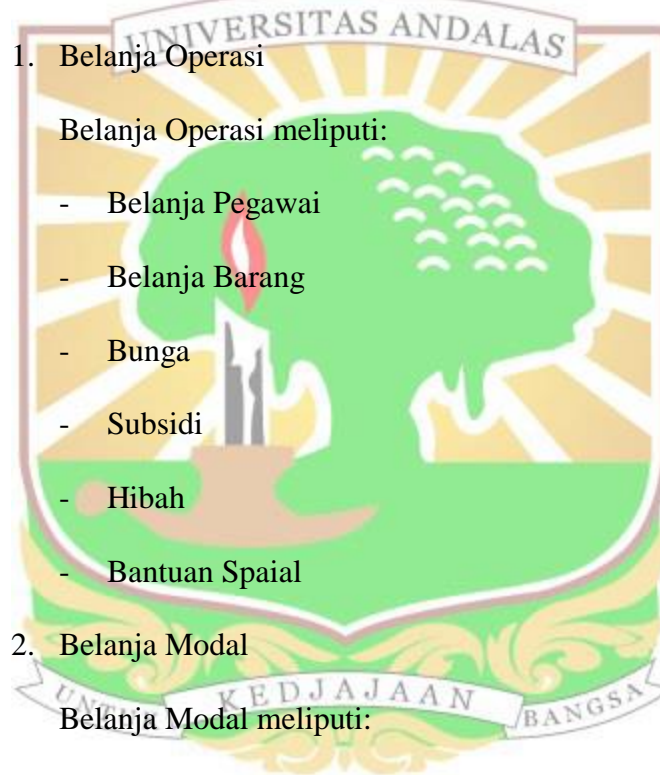 UNIVERSITAS ANDALAS
1. Belanja Operasi
Belanja Operasi meliputi:
- Belanja Pegawai
- Belanja Barang
- Bunga
- Subsidi
- Hibah
- Bantuan Spaial
2. Belanja Modal
KEDJAJAAN BANGSA
Belanja Modal meliputi: